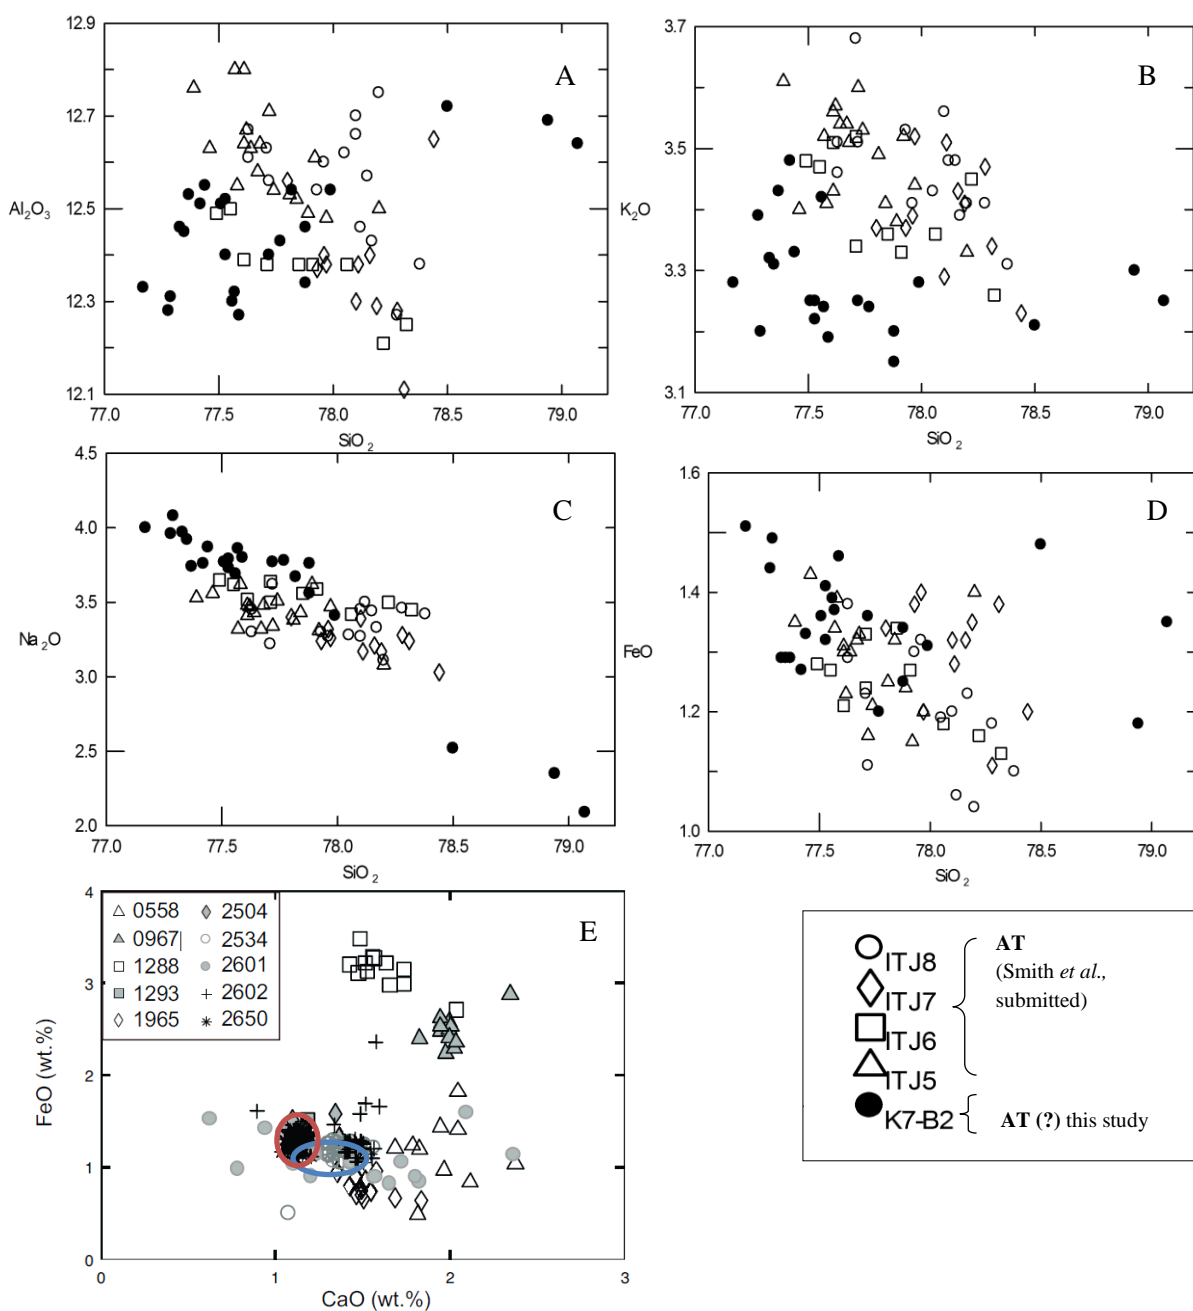 12.9
12.7
12.5
12.3
12.1
Al2O3
A
77.0 77.5 78.0 78.5 79.0
SiO2
3.7
3.5
3.3
3.1
K2O
B
77.0 77.5 78.0 78.5 79.0
SiO2
4.5
4.0
3.5
3.0
2.5
2.0
Na2O
C
77.0 77.5 78.0 78.5 79.0
SiO2
1.6
1.4
1.2
1.0
FeO
D
77.0 77.5 78.0 78.5 79.0
SiO2
4
3
2
1
0
FeO (wt.%)
E
0558 2504
0967 2534
1288 2601
1293 2602
1965 2650
0 1 2 3
CaO (wt.%)
ITJ8
ITJ7
ITJ6
ITJ5
K7-B2
AT
(Smith et al.,
submitted)
AT (?) this study